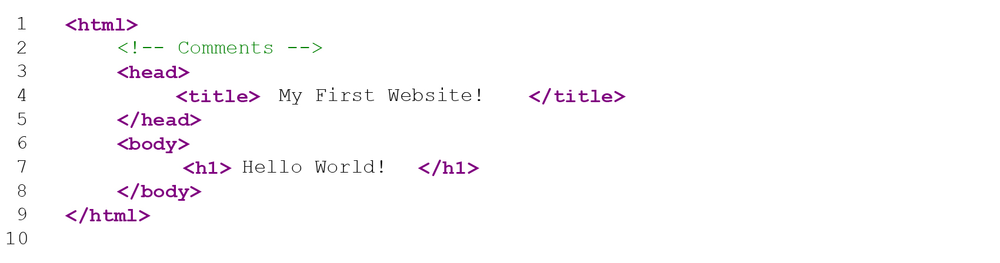 1 <html>
2 <!-- Comments -->
3 <head>
4 <title> My First Website! </title>
5 </head>
6 <body>
7 <h1> Hello World! </h1>
8 </body>
9 </html>
10